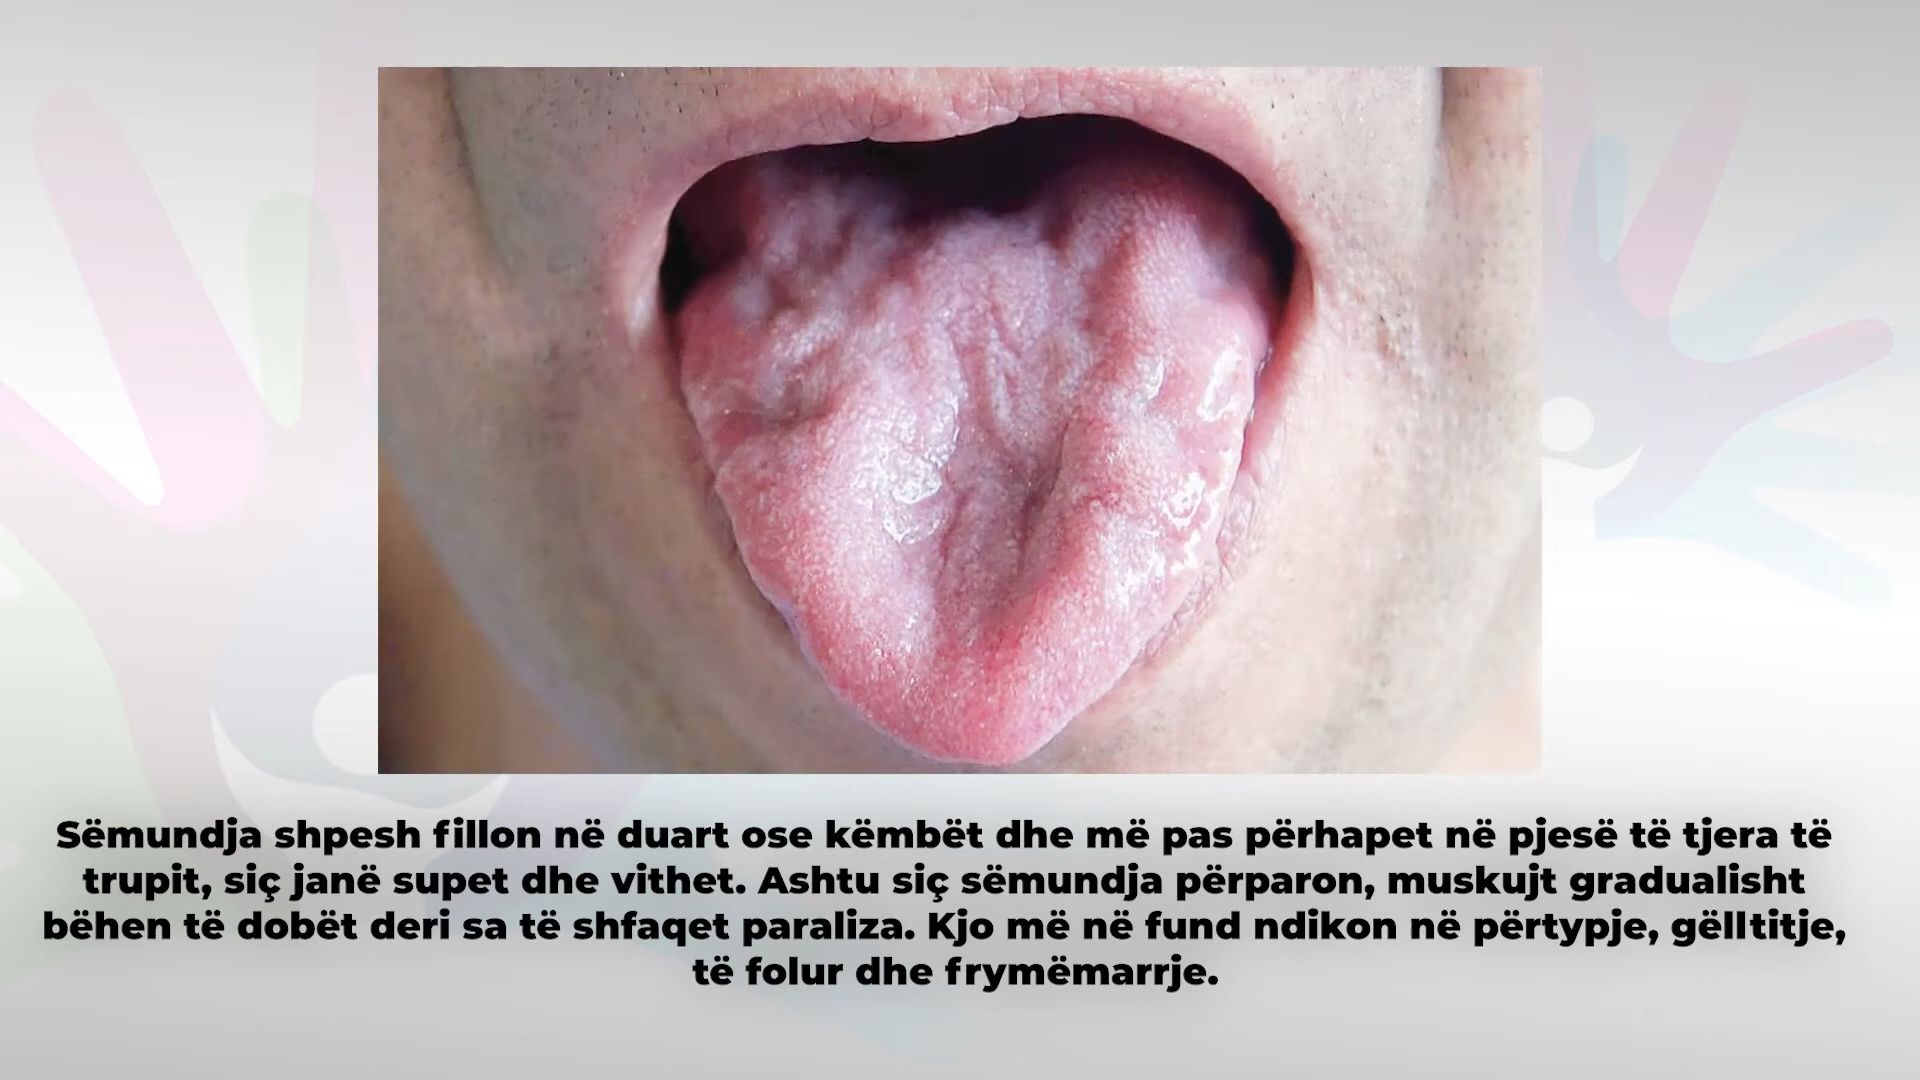 Sëmundja shpesh fillon në duart ose këmbët dhe më pas përhapet në pjesë të tjera të
trupit, siç janë supet dhe vithet. Ashtu siç sëmundja përparon, muskujt gradualisht
bëhen të dobët deri sa të shfaqet paraliza. Kjo më në fund ndikon në përtypje, gëlltitje,
të folur dhe frymëmarrje.